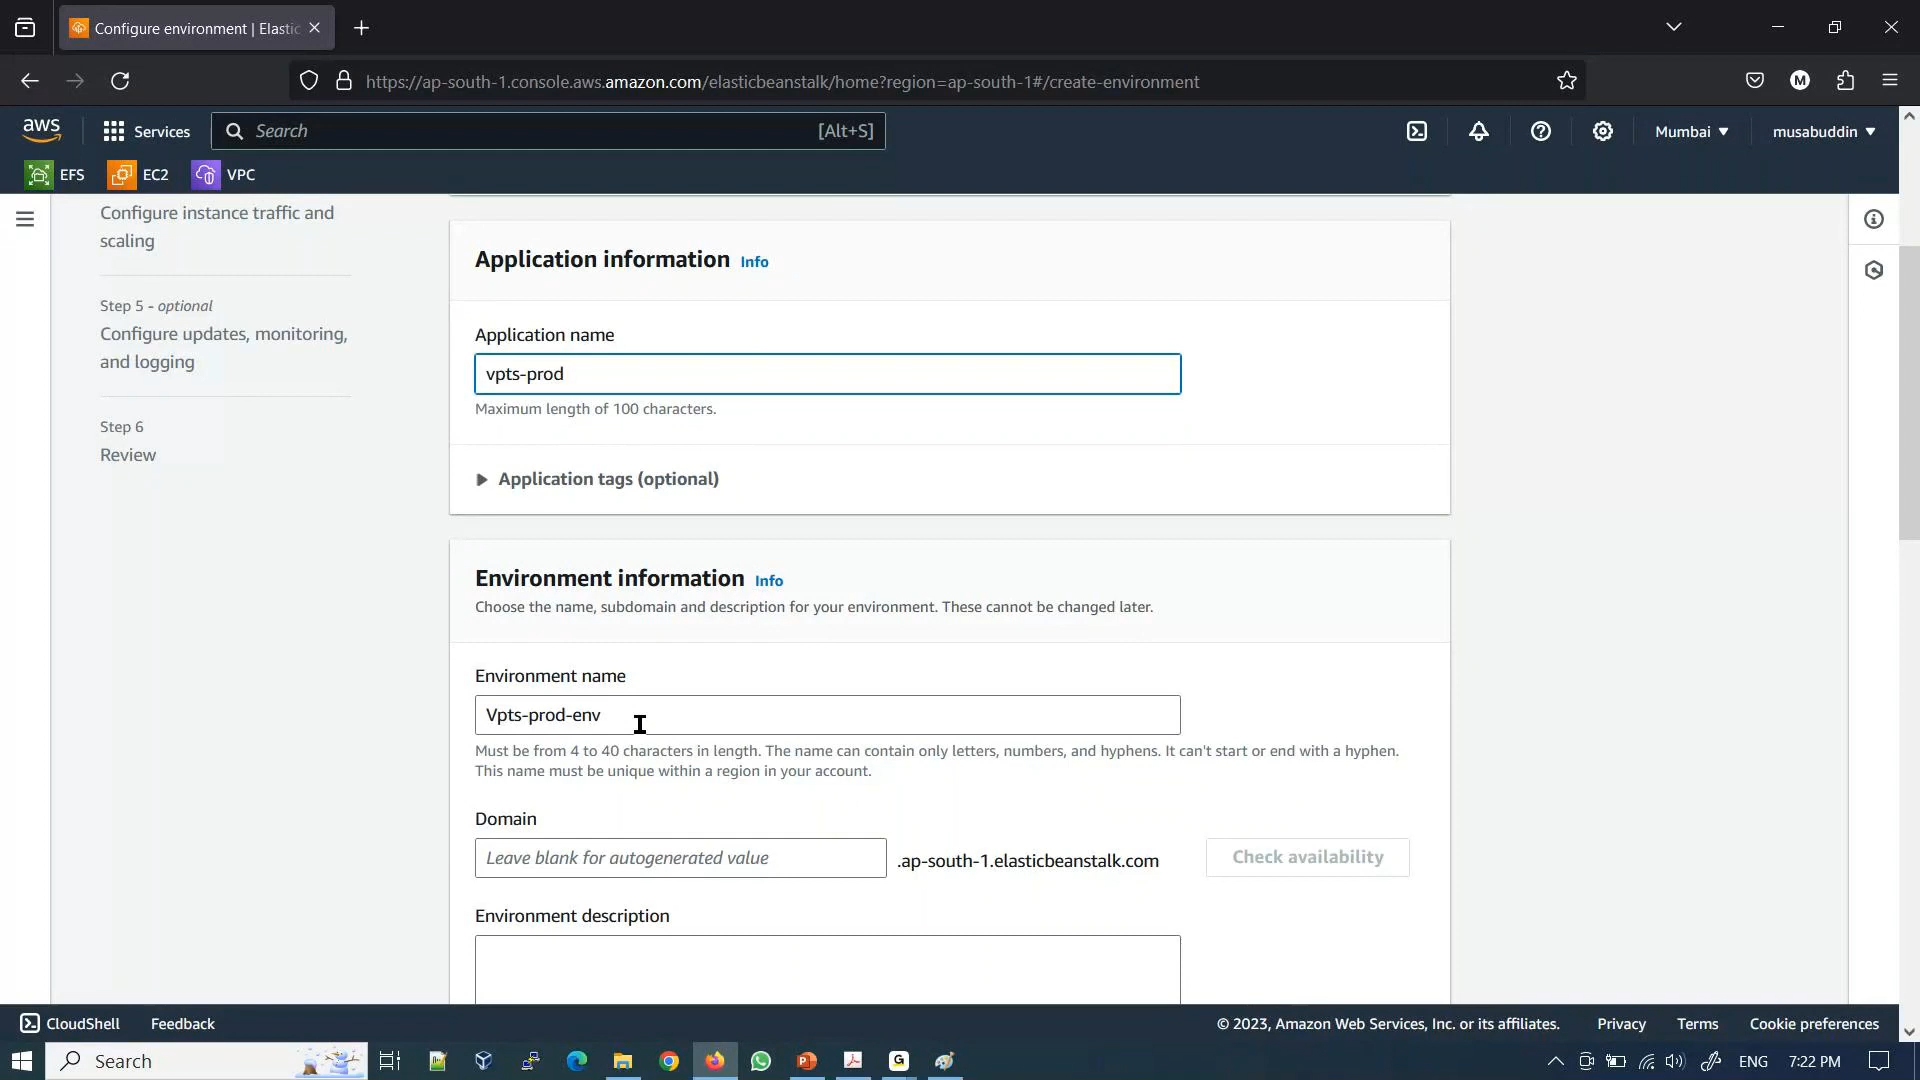 Configure environment | Elastic
https://ap-south-1.console.aws.amazon.com/elasticbeanstalk/home?region=ap-south-1#/create-environment
M
aws
Services
Search
[Alt+S]
Mumbai
musabuddin
EFS
EC2
VPC
Configure instance traffic and
scaling
Step 5 - optional
Configure updates, monitoring,
and logging
Step 6
Review
Application information Info
Application name
vpts-prod
Maximum length of 100 characters.
Application tags (optional)
Environment information Info
Choose the name, subdomain and description for your environment. These cannot be changed later.
Environment name
Vpts-prod-env
Must be from 4 to 40 characters in length. The name can contain only letters, numbers, and hyphens. It can't start or end with a hyphen.
This name must be unique within a region in your account.
Domain
Leave blank for autogenerated value
.ap-south-1.elasticbeanstalk.com
Check availability
Environment description
CloudShell
Feedback
© 2023, Amazon Web Services, Inc. or its affiliates.
Privacy
Terms
Cookie preferences
Search
G
ENG
7:22 PM